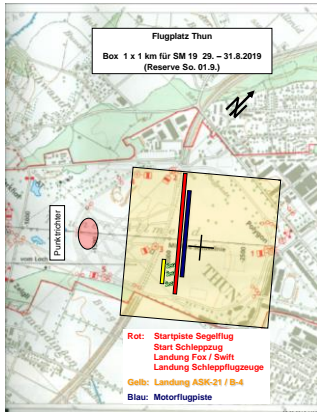 Flugplatz Thun
Box 1 x 1 km für SM 19 29. – 31.8.2019
(Reserve So. 01.9.)
N
Punktrichter
THUN
Rot: Startpiste Segelflug
Start Schleppzug
Landung Fox / Swift
Landung Schleppflugzeuge
Gelb: Landung ASK-21 / B-4
Blau: Motorflugpiste